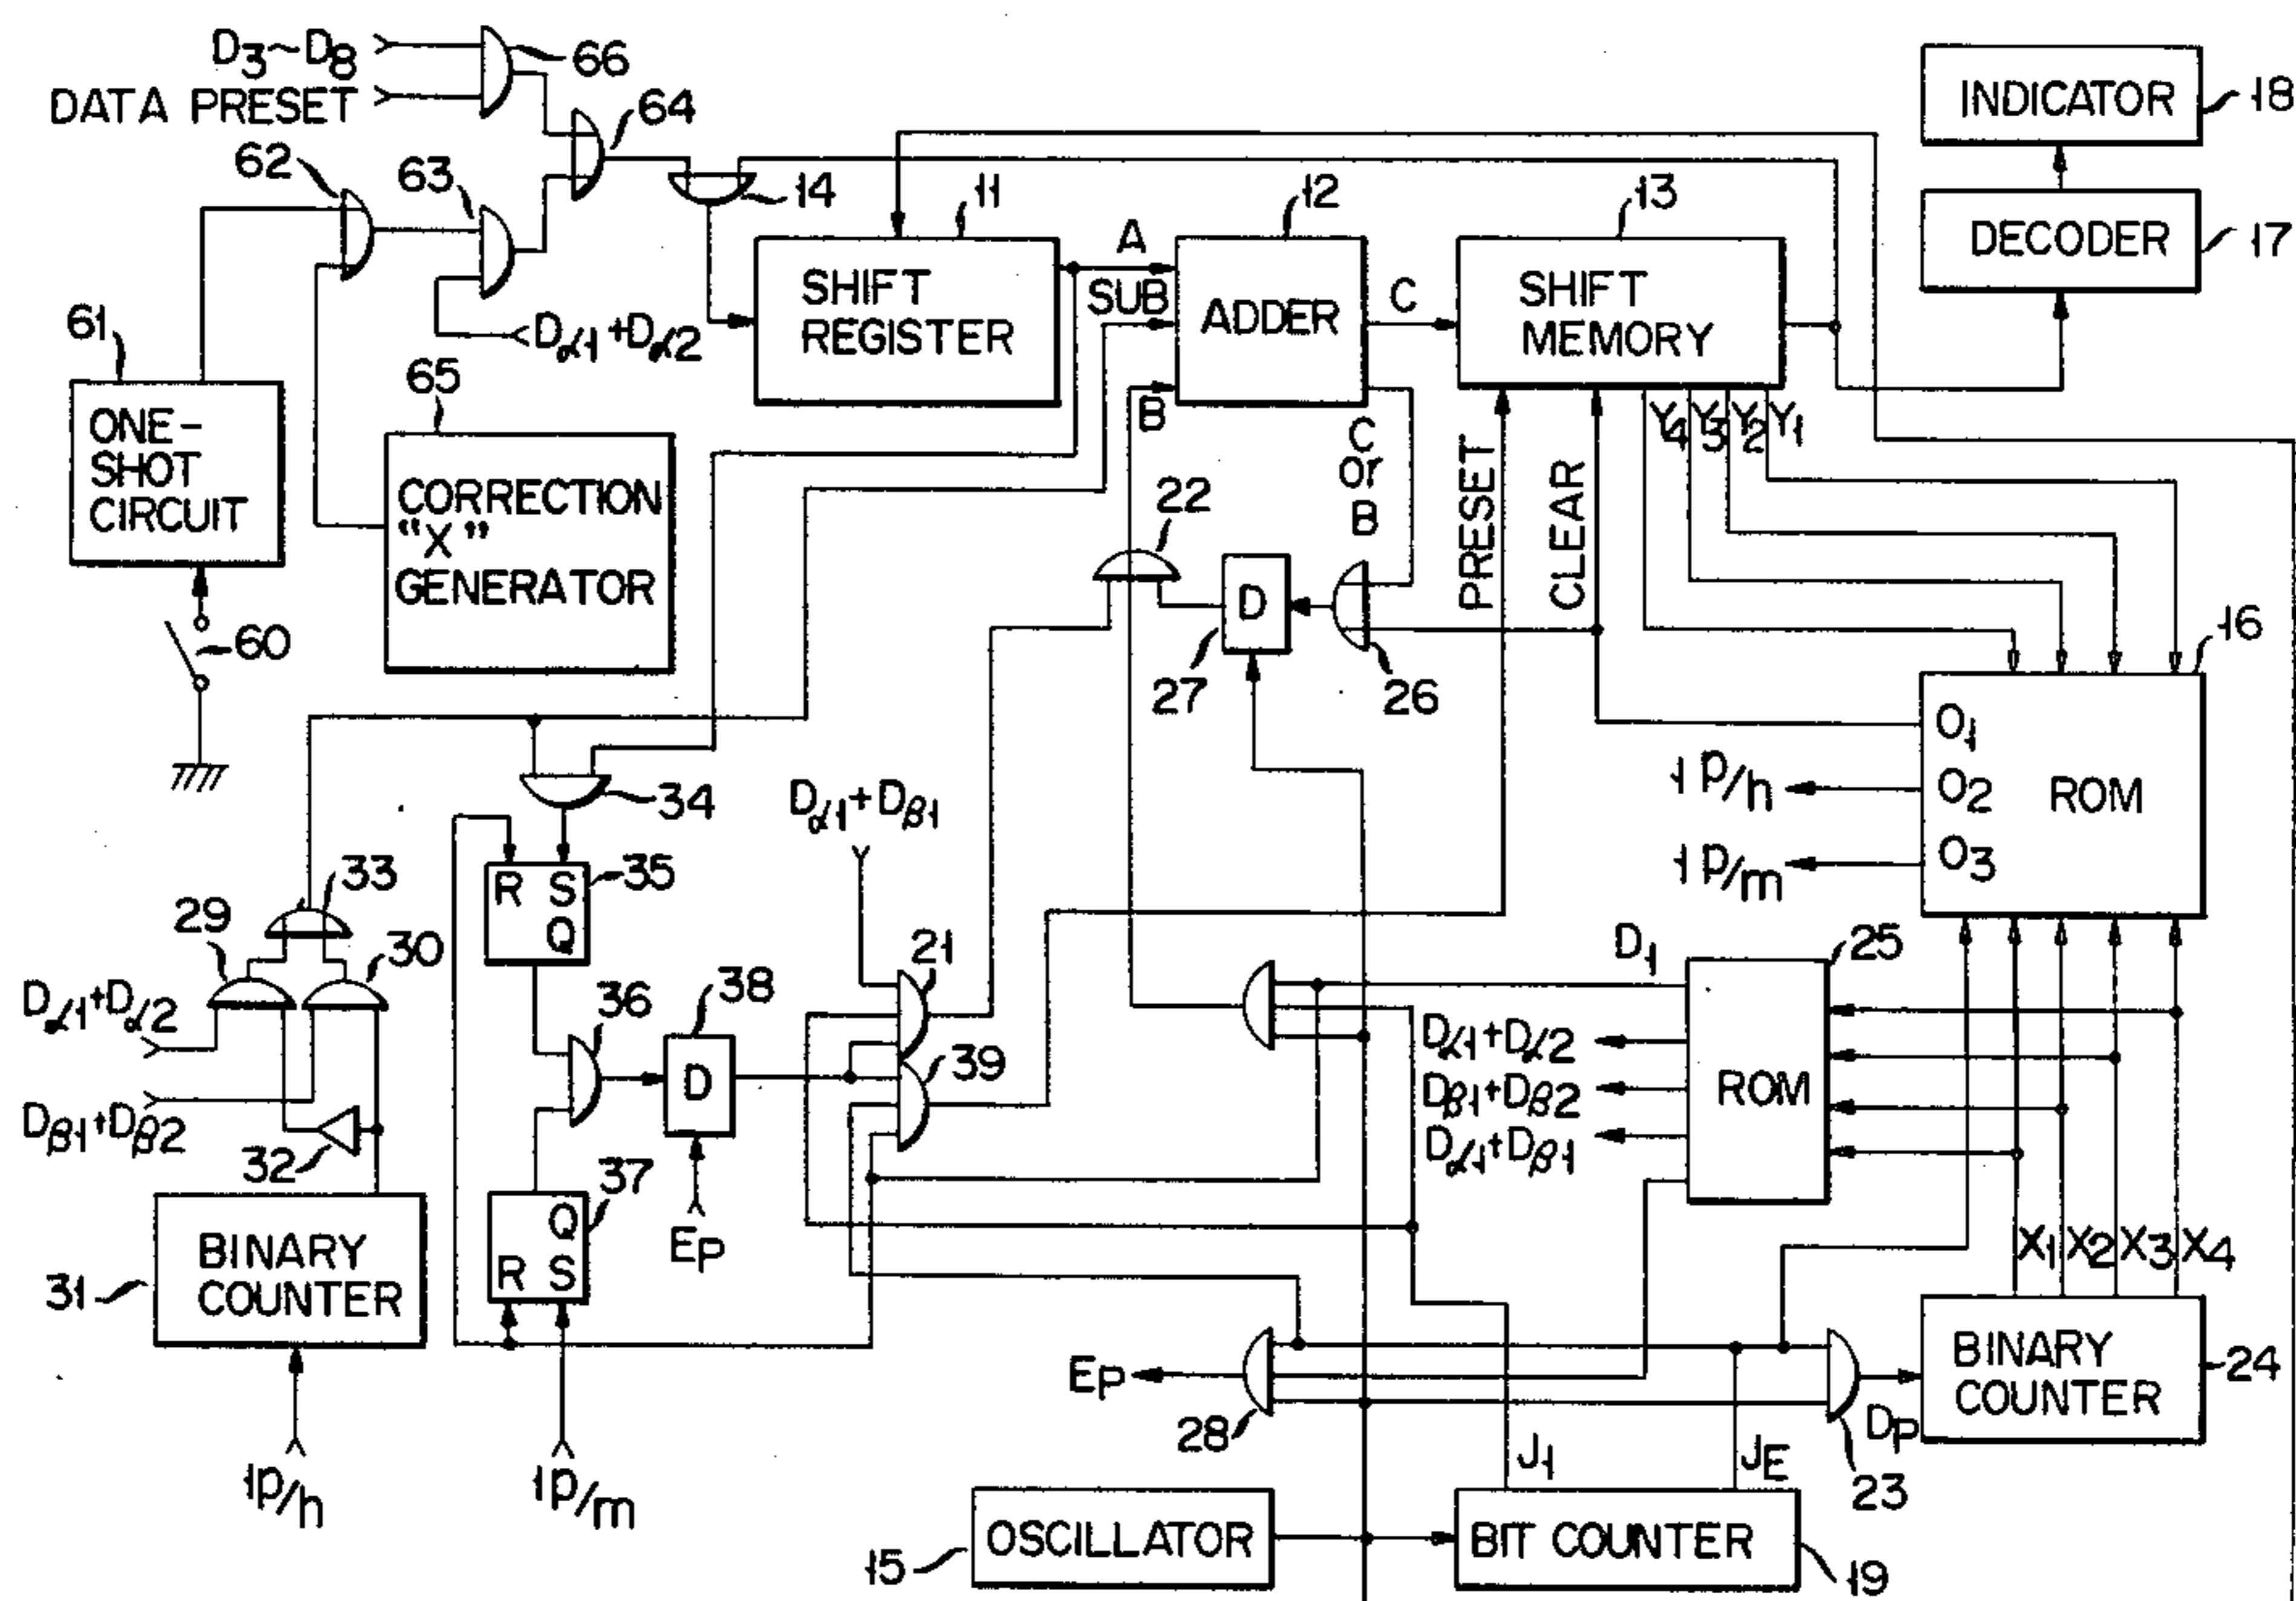 D3~D8
66
DATA PRESET
64
62
63
14
11
12
13
INDICATOR
18
DECODER
17
A
SUB
B
C
SHIFT
REGISTER
ADDER
SHIFT
MEMORY
Dα1+Dα2
61
65
ONE-
SHOT
CIRCUIT
CORRECTION
"X"
GENERATOR
60
C
or
B
PRESET
CLEAR
Y4
Y3
Y2
Y1
22
D
27
26
16
O1
O2
O3
ROM
1P/h
1P/m
34
Dα1+Dβ1
R S
Q
35
33
29
30
21
36
38
D
39
EP
Dα1+Dα2
Dβ1+Dβ2
32
D1
25
ROM
Dα1+Dα2
Dβ1+Dβ2
Dα1+Dβ1
BINARY
COUNTER
31
Q
R S
37
1P/h
1P/m
X1
X2
X3
X4
EP
28
J1
JE
DP
23
BINARY
COUNTER
24
OSCILLATOR
15
BIT COUNTER
19